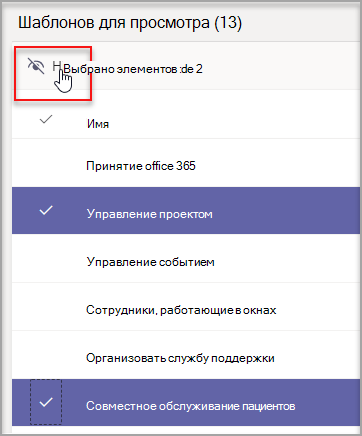 Шаблонов для просмотра (13)
Н Выбрано элементов :de 2
Имя
Принятие office 365
Управление проектом
Управление событием
Сотрудники, работающие в окнах
Организовать службу поддержки
Совместное обслуживание пациентов